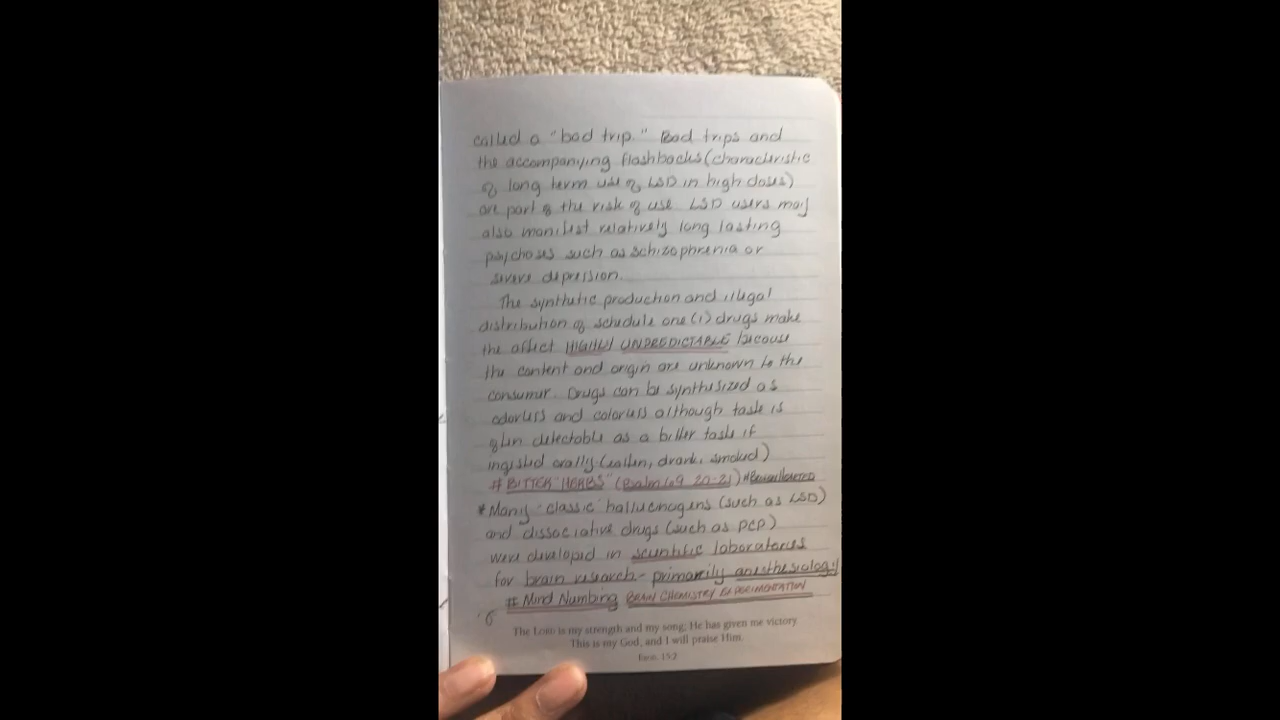 called a "bad trip." Bad trips and
the accompanying flashbacks (characteristic
of long term use of LSD in high doses)
are part of the risk of use LSD users may
also manifest relatively long lasting
psychoses such as schizophrenia or
severe depression.
The synthetic production and illegal
distribution of schedule one (1) drugs make
the affect HIGHLY UNPREDICTABLE because
the content and origin are unknown to the
consumer. Drugs can be synthesized as
odorless and colorless although taste is
often detectable as a bitter taste if
ingested orally (eaten, drank, smoked)
# BITTER "HERBS" (Psalm 69 20-21)
* Many "classic" hallucinogens (such as LSD)
and dissociative drugs (such as PCP)
were developed in scientific laboratories
for brain research - primarily anesthesiology
# Mind Numbing BRAIN CHEMISTRY EXPERIMENTATION
The LORD is my strength and my song; He has given me victory.
This is my God, and I will praise Him.
Exod. 15:2